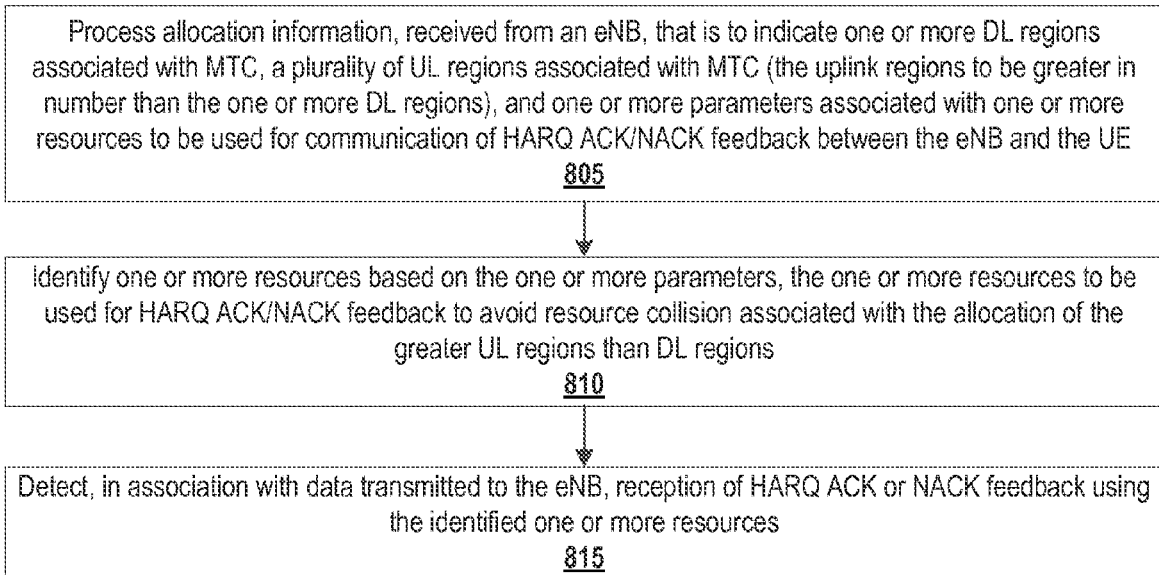 Process allocation information, received from an eNB, that is to indicate one or more DL regions
associated with MTC, a plurality of UL regions associated with MTC (the uplink regions to be greater in
number than the one or more DL regions), and one or more parameters associated with one or more
resources to be used for communication of HARQ ACK/NACK feedback between the eNB and the UE
805
Identify one or more resources based on the one or more parameters, the one or more resources to be
used for HARQ ACK/NACK feedback to avoid resource collision associated with the allocation of the
greater UL regions than DL regions
810
Detect, in association with data transmitted to the eNB, reception of HARQ ACK or NACK feedback using
the identified one or more resources
815